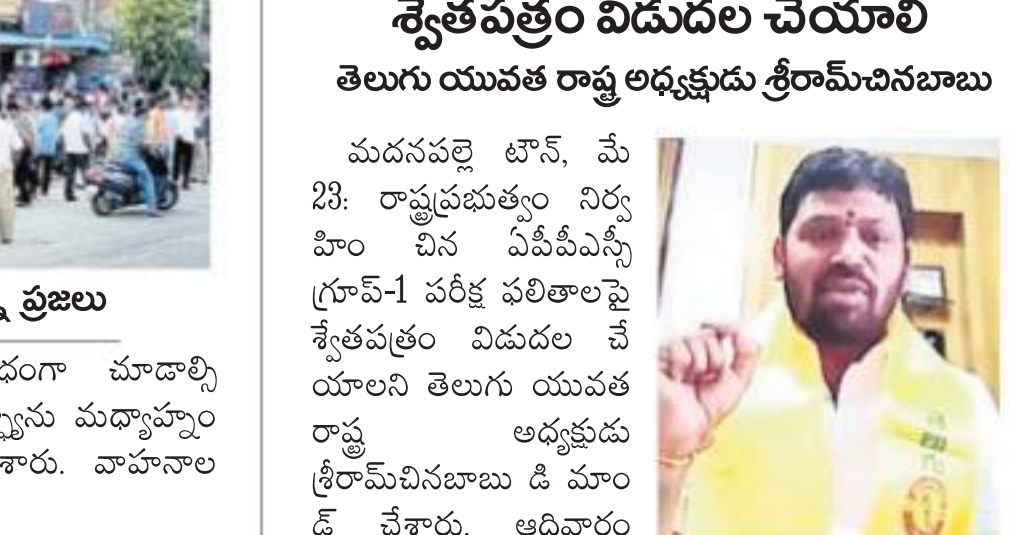 శ్వేతపత్రం విడుదల చేయాలి
తెలుగు యువత రాష్ట్ర అధ్యక్షుడు శ్రీరామ్‌చినబాబు
మదనపల్లె టౌన్, మే
23: రాష్ట్రప్రభుత్వం నిర్వ
హిం చిన ఏపీపీఎస్సీ
గ్రూప్-1 పరీక్ష ఫలితాలపై
శ్వేతపత్రం విడుదల చే
యాలని తెలుగు యువత
రాష్ట్ర అధ్యక్షుడు
శ్రీరామ్‌చినబాబు డి మాం
డ్ చేశారు. ఆదివారం
ప్రజలు
ధంగా చూడాల్సి
మధ్యాహ్నం
శారు. వాహనాల